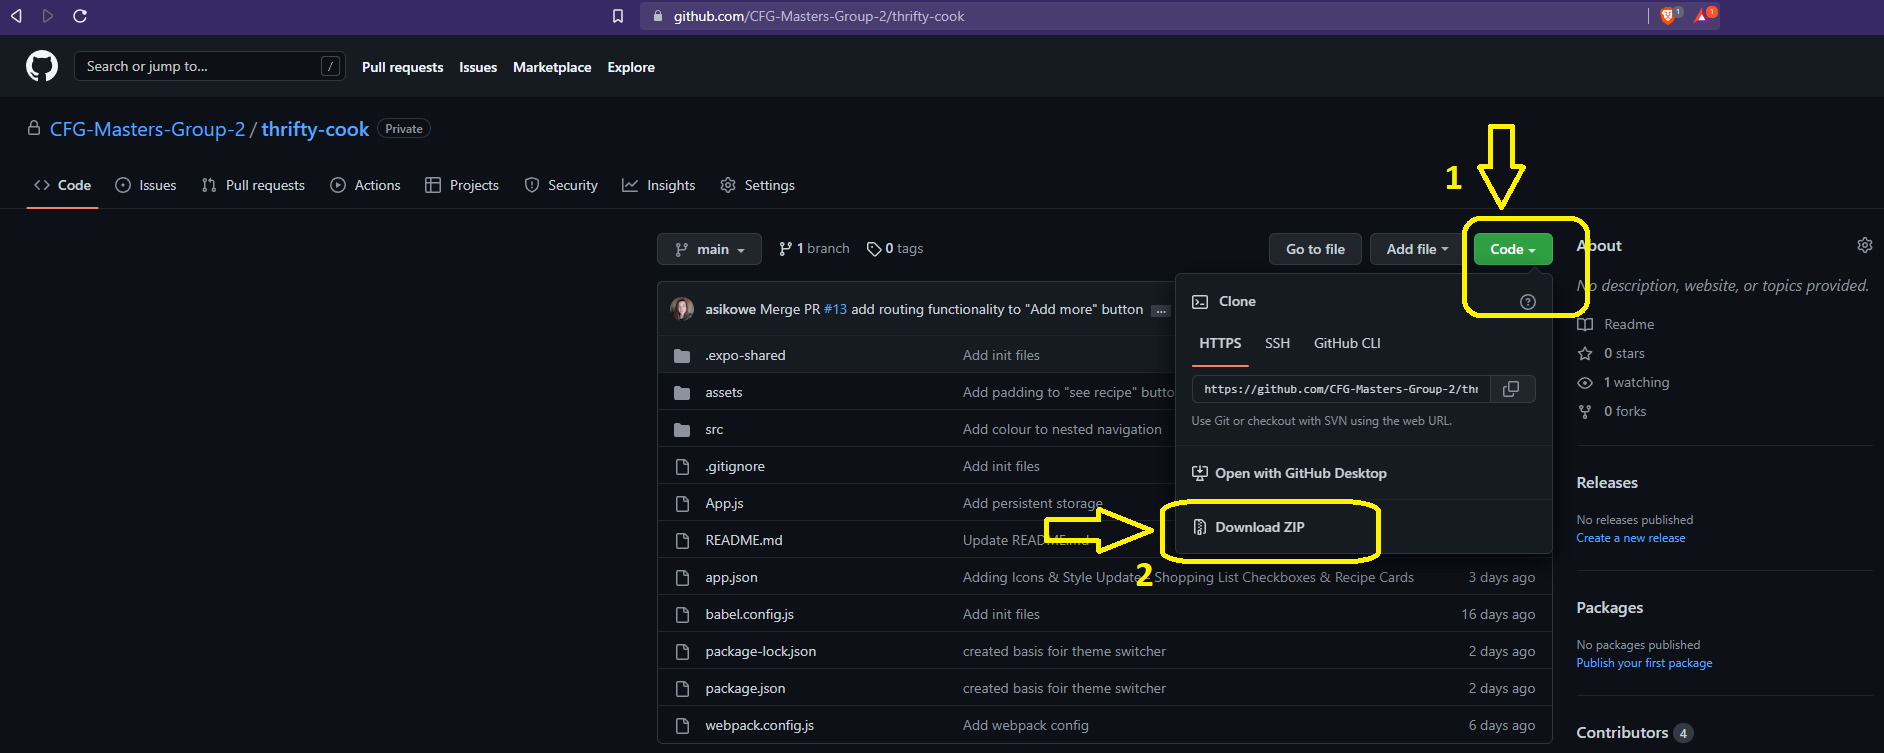 github.com/CFG-Masters-Group-2/thrifty-cook 1 1
Search or jump to... / Pull requests Issues Marketplace Explore
CFG-Masters-Group-2 / thrifty-cook Private
1
<> Code Issues Pull requests Actions Projects Security Insights Settings
main 1 branch 0 tags Go to file Add file Code
About
No description, website, or topics provided.
Readme
0 stars
1 watching
0 forks
Releases
No releases published
Create a new release
Packages
No packages published
Publish your first package
Contributors 4
asikowe Merge PR #13 add routing functionality to "Add more" button ...
Clone
HTTPS SSH GitHub CLI
https://github.com/CFG-Masters-Group-2/thr
Use Git or checkout with SVN using the web URL.
Open with GitHub Desktop
Download ZIP
2
.expo-shared Add init files
assets Add padding to "see recipe" butto
src Add colour to nested navigation
.gitignore Add init files
App.js Add persistent storage
README.md Update README.md
app.json Adding Icons & Style Update Shopping List Checkboxes & Recipe Cards 3 days ago
babel.config.js Add init files 16 days ago
package-lock.json created basis foir theme switcher 2 days ago
package.json created basis foir theme switcher 2 days ago
webpack.config.js Add webpack config 6 days ago